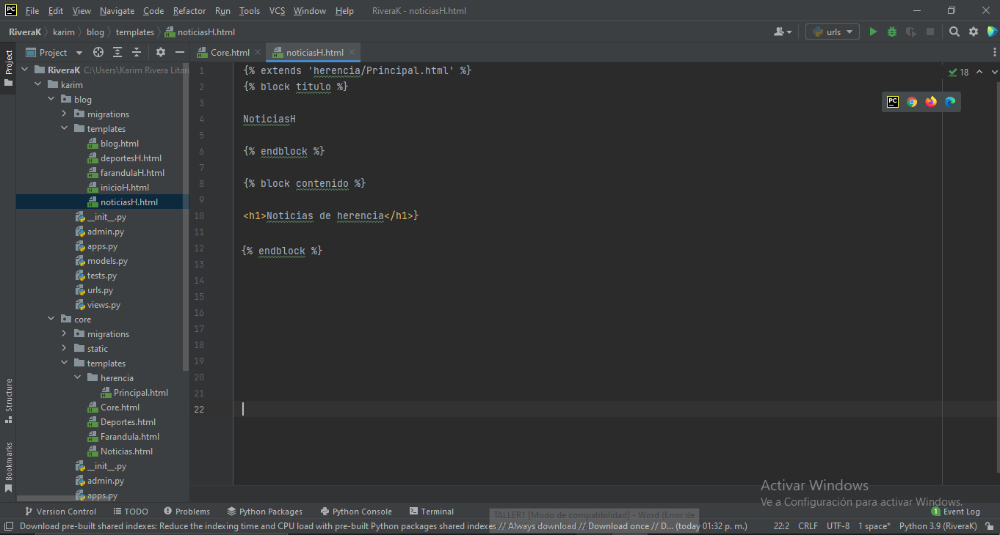 PC File Edit View Navigate Code Refactor Run Tools VCS Window Help RiveraK - noticiasH.html
RiveraK karim blog templates noticiasH.html urls
Project
Project
Core.html noticiasH.html
RiveraK C:\Users\Karim Rivera Litar
karim
blog
migrations
templates
blog.html
deportesH.html
farandulaH.html
inicioH.html
noticiasH.html
__init__.py
admin.py
apps.py
models.py
tests.py
urls.py
views.py
core
migrations
static
templates
herencia
Principal.html
Core.html
Deportes.html
Farandula.html
Noticias.html
__init__.py
admin.py
apps.py
Structure
Bookmarks
1 {% extends 'herencia/Principal.html' %}
2 {% block titulo %}
3
4 NoticiasH
5
6 {% endblock %}
7
8 {% block contenido %}
9
10 <h1>Noticias de herencia</h1>}
11
12 {% endblock %}
13
14
15
16
17
18
19
20
21
22
18
PC
Activar Windows
Ve a Configuración para activar Windows.
Version Control TODO Problems Python Packages Python Console Terminal 1 Event Log
TALLER1 [Modo de compatibilidad] - Word (Error de
Download pre-built shared indexes: Reduce the indexing time and CPU load with pre-built Python packages shared indexes // Always download // Download once // D... (today 01:32 p. m.) 22:2 CRLF UTF-8 1 space* Python 3.9 (RiveraK)